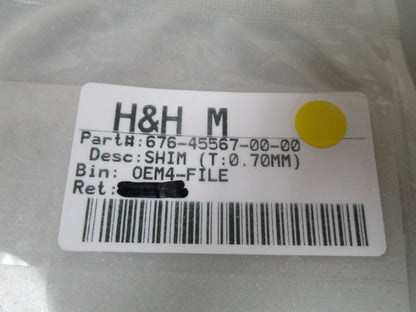 H&H M
Part#:676-45567-00-00
Desc:SHIM (T:0.70MM)
Bin: OEM4-FILE
Ret: